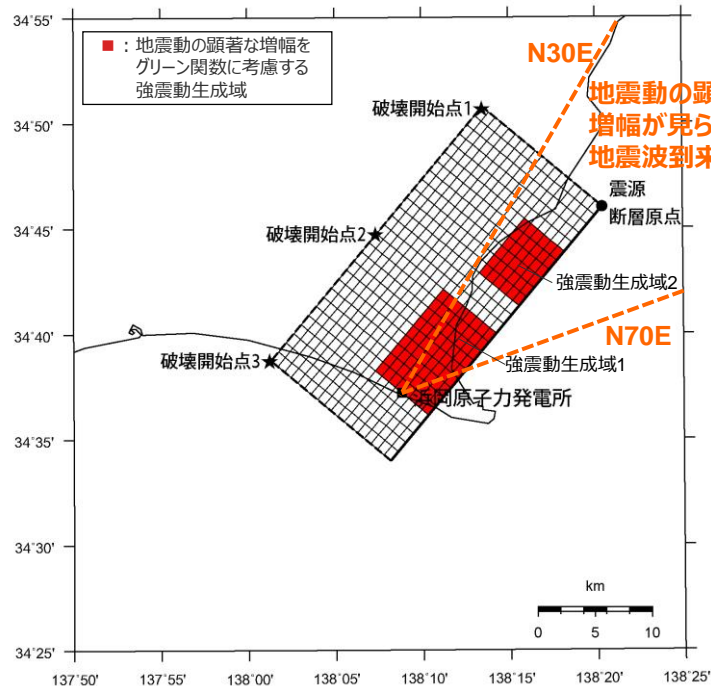 34˚55'
34˚50'
34˚45'
34˚40'
34˚35'
34˚30'
34˚25'
■：地震動の顕著な増幅を
グリーン関数に考慮する
強震動生成域
N30E
地震動の顕
増幅が見ら
地震波到来
破壊開始点1
震源
断層原点
破壊開始点2
強震動生成域2
N70E
破壊開始点3
強震動生成域1
浜岡原子力発電所
km
0 5 10
137˚50' 137˚55' 138˚00' 138˚05' 138˚10' 138˚15' 138˚20' 138˚25'